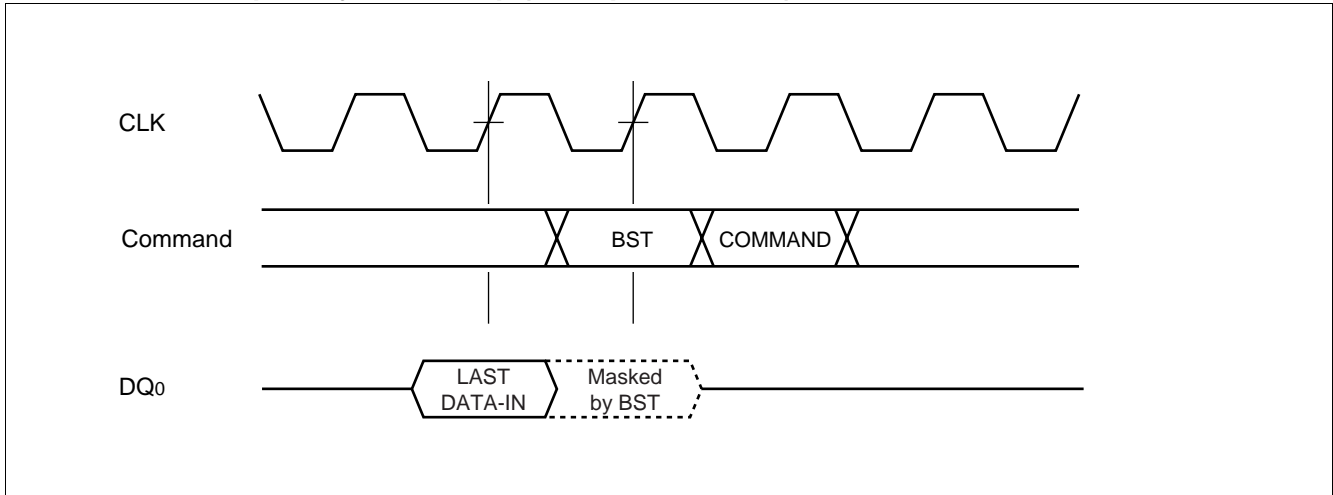 CLK
Command
BST
COMMAND
DQ0
LAST
DATA-IN
Masked
by BST